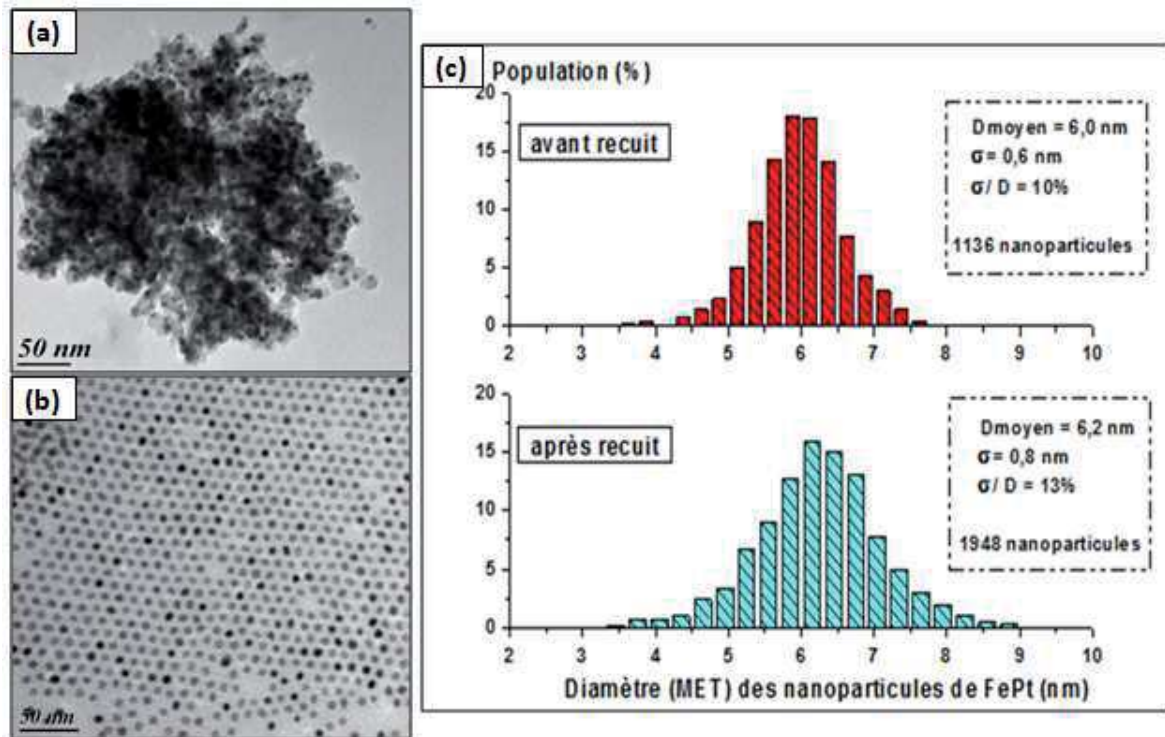 (a)
50 nm
(b)
50 nm
(c)
Population (%)
20
15
10
5
0
avant recuit
Dmoyen = 6,0 nm
σ= 0,6 nm
σ/ D = 10%
1136 nanoparticules
2 3 4 5 6 7 8 9 10
20
15
10
5
0
après recuit
Dmoyen = 6,2 nm
σ= 0,8 nm
σ/ D = 13%
1948 nanoparticules
2 3 4 5 6 7 8 9 10
Diamètre (MET) des nanoparticules de FePt (nm)